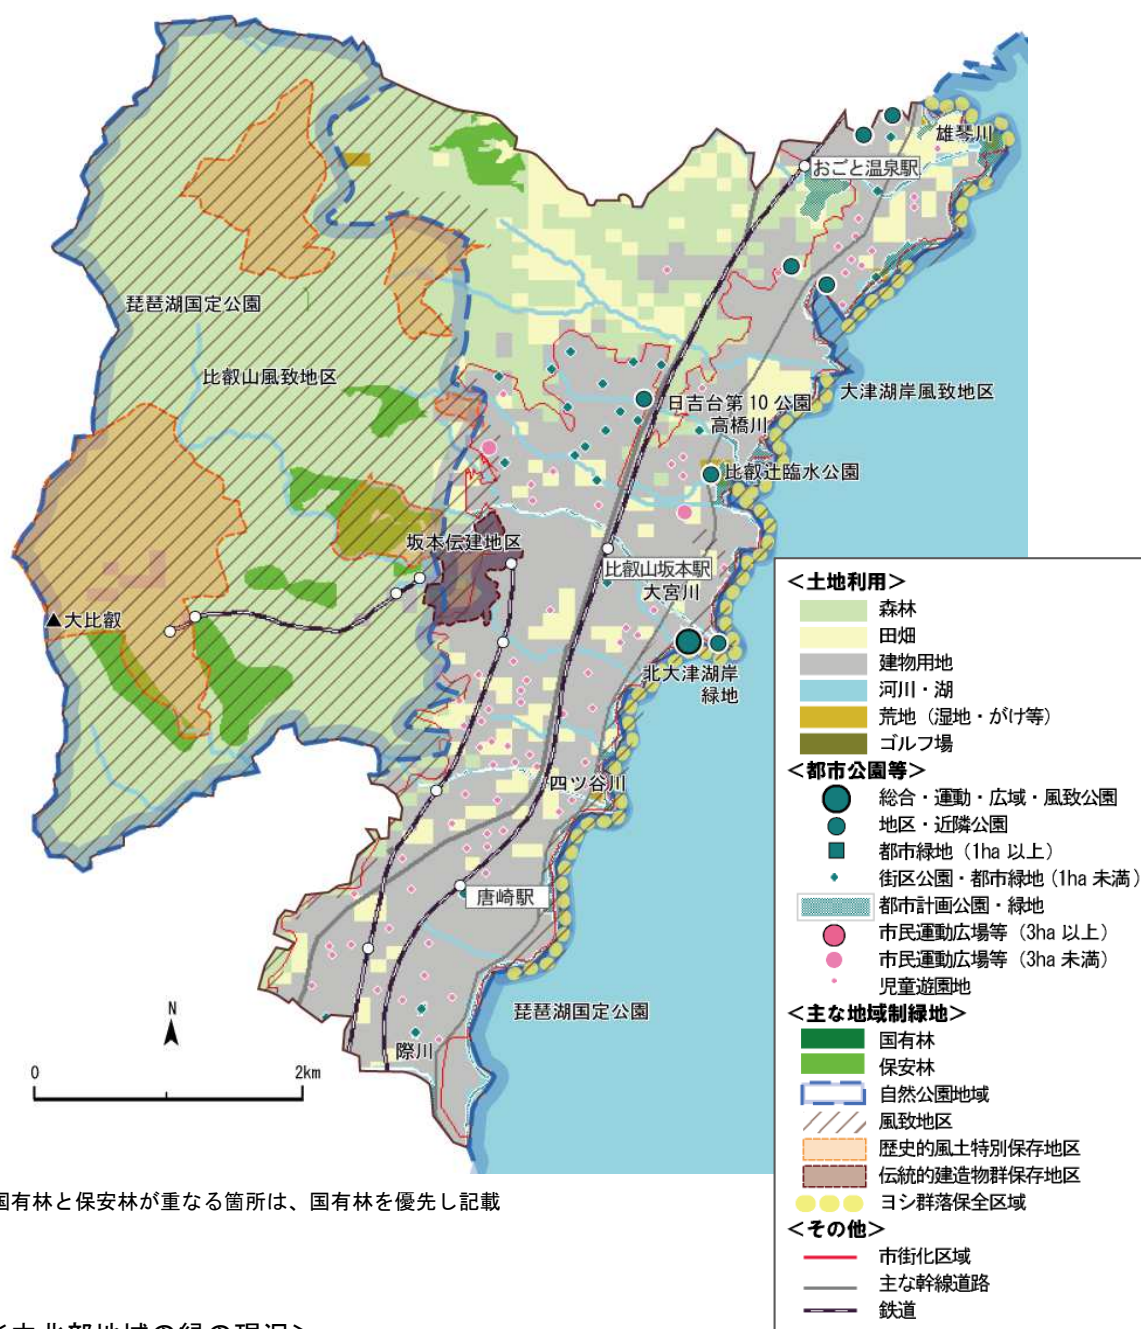 雄琴川
おごと温泉駅
琵琶湖国定公園
比叡山風致地区
大津湖岸風致地区
日吉台第10公園
高橋川
比叡辻臨水公園
坂本伝建地区
比叡山坂本駅
大宮川
▲大比叡
北大津湖岸
緑地
四ツ谷川
唐崎駅
琵琶湖国定公園
際川
N
0 2km
国有林と保安林が重なる箇所は、国有林を優先し記載
<土地利用>
森林
田畑
建物用地
河川・湖
荒地（湿地・がけ等）
ゴルフ場
<都市公園等>
総合・運動・広域・風致公園
地区・近隣公園
都市緑地（1ha 以上）
街区公園・都市緑地（1ha 未満）
都市計画公園・緑地
市民運動広場等（3ha 以上）
市民運動広場等（3ha 未満）
児童遊園地
<主な地域制緑地>
国有林
保安林
自然公園地域
風致地区
歴史的風土特別保存地区
伝統的建造物群保存地区
ヨシ群落保全区域
<その他>
市街化区域
主な幹線道路
鉄道